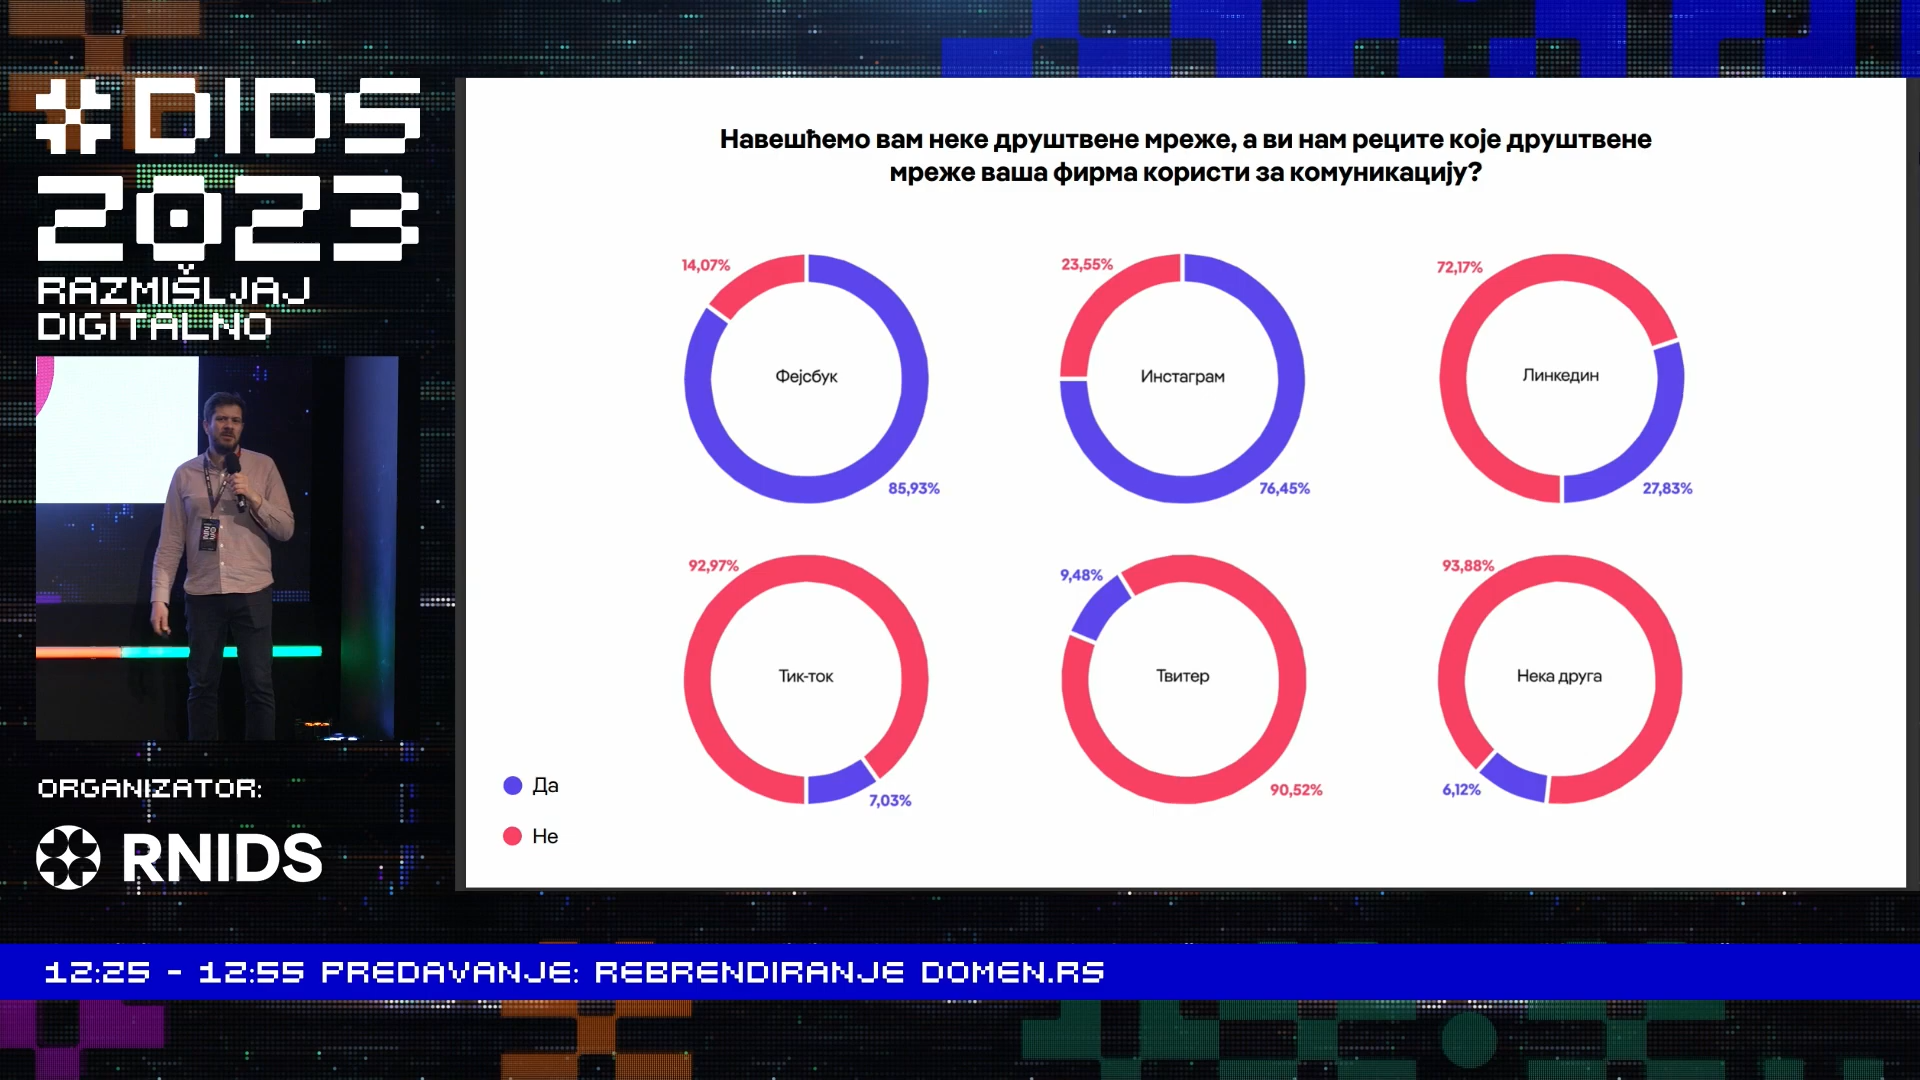 #DIDS
2023
RAZMIŠLJAJ
DIGITALNO
ORGANIZATOR:
RNIDS
Навешћемо вам неке друштвене мреже, а ви нам реците које друштвене
мреже ваша фирма користи за комуникацију?
14,07%
Фејсбук
85,93%
23,55%
Инстаграм
76,45%
72,17%
Линкедин
27,83%
92,97%
Тик-ток
7,03%
9,48%
Твитер
90,52%
93,88%
Нека друга
6,12%
Да
Не
12:25 - 12:55 PREDAVANJE: REBRENDIRANJE DOMEN.RS